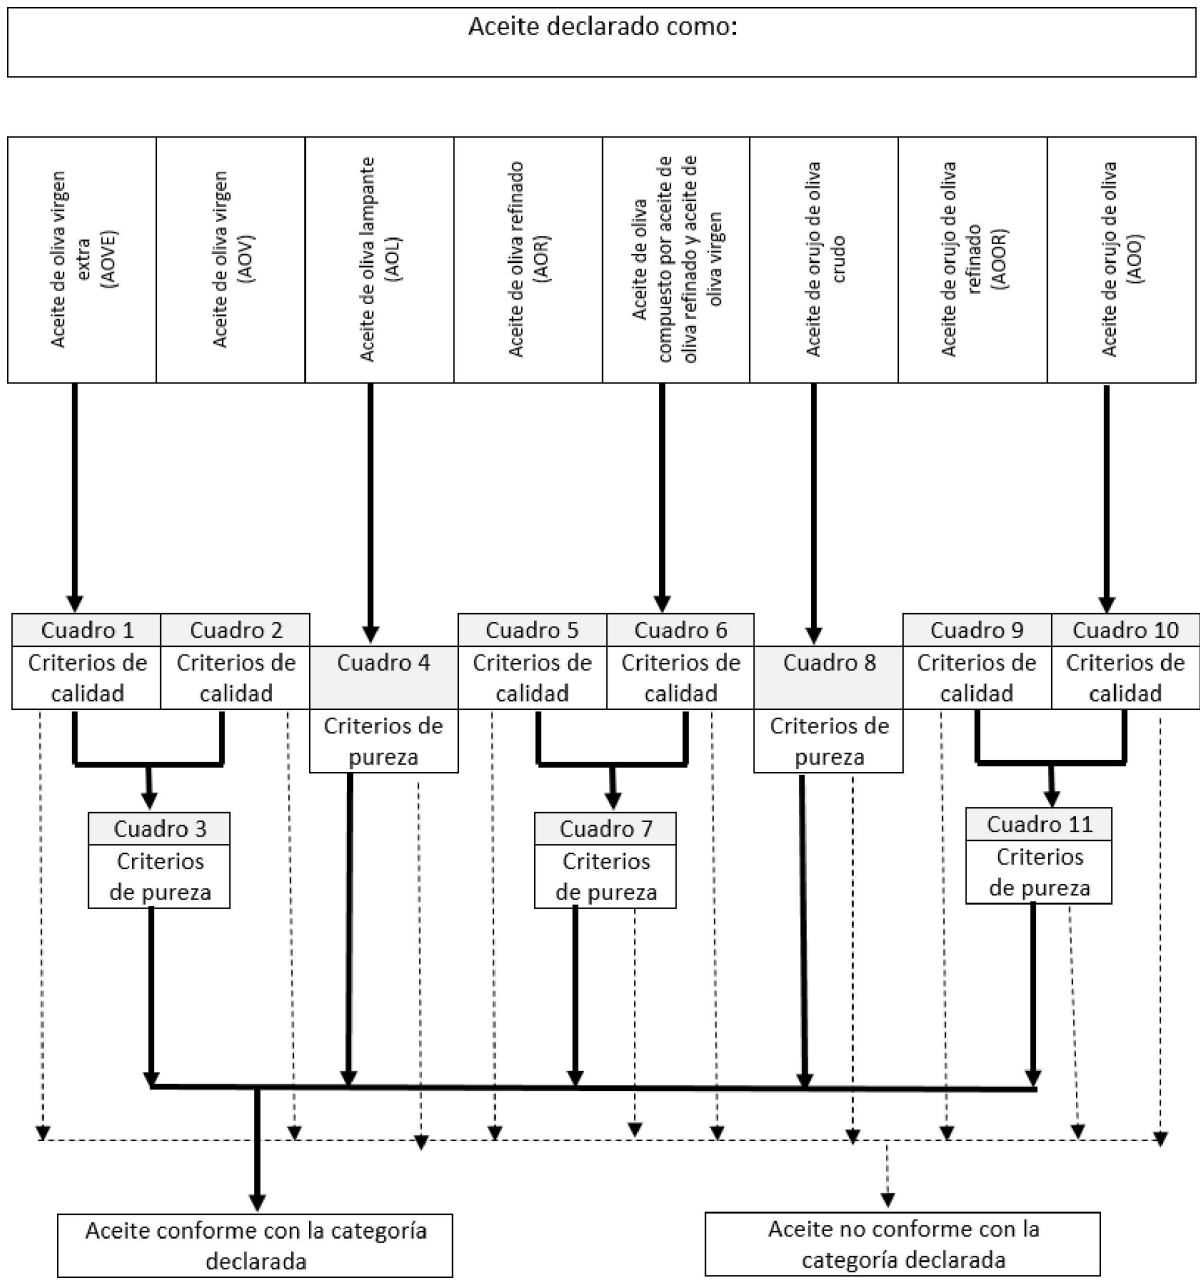 Aceite declarado como:
Aceite de oliva virgen
extra
(AOVE)
Aceite de oliva virgen
(AOV)
Aceite de oliva lampante
(AOL)
Aceite de oliva refinado
(AOR)
Aceite de oliva
compuesto por aceite de
oliva refinado y aceite de
oliva virgen
Aceite de orujo de oliva
crudo
Aceite de orujo de oliva
refinado
(AOOR)
Aceite de orujo de oliva
(AOO)
Cuadro 1
Criterios de
calidad
Cuadro 2
Criterios de
calidad
Cuadro 4
Criterios de
pureza
Cuadro 5
Criterios de
calidad
Cuadro 6
Criterios de
calidad
Cuadro 8
Criterios de
pureza
Cuadro 9
Criterios de
calidad
Cuadro 10
Criterios de
calidad
Cuadro 3
Criterios
de pureza
Cuadro 7
Criterios
de pureza
Cuadro 11
Criterios
de pureza
Aceite conforme con la categoría
declarada
Aceite no conforme con la
categoría declarada